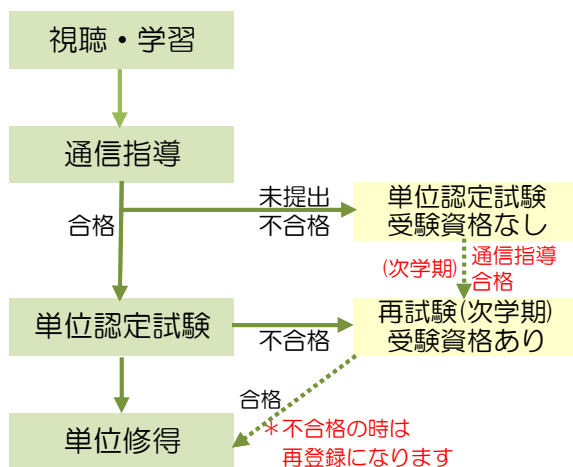 視聴・学習
通信指導
合格
未提出
不合格
単位認定試験
受験資格なし
(次学期)
通信指導
合格
単位認定試験
不合格
再試験(次学期)
受験資格あり
合格
＊不合格の時は
再登録になります
単位修得